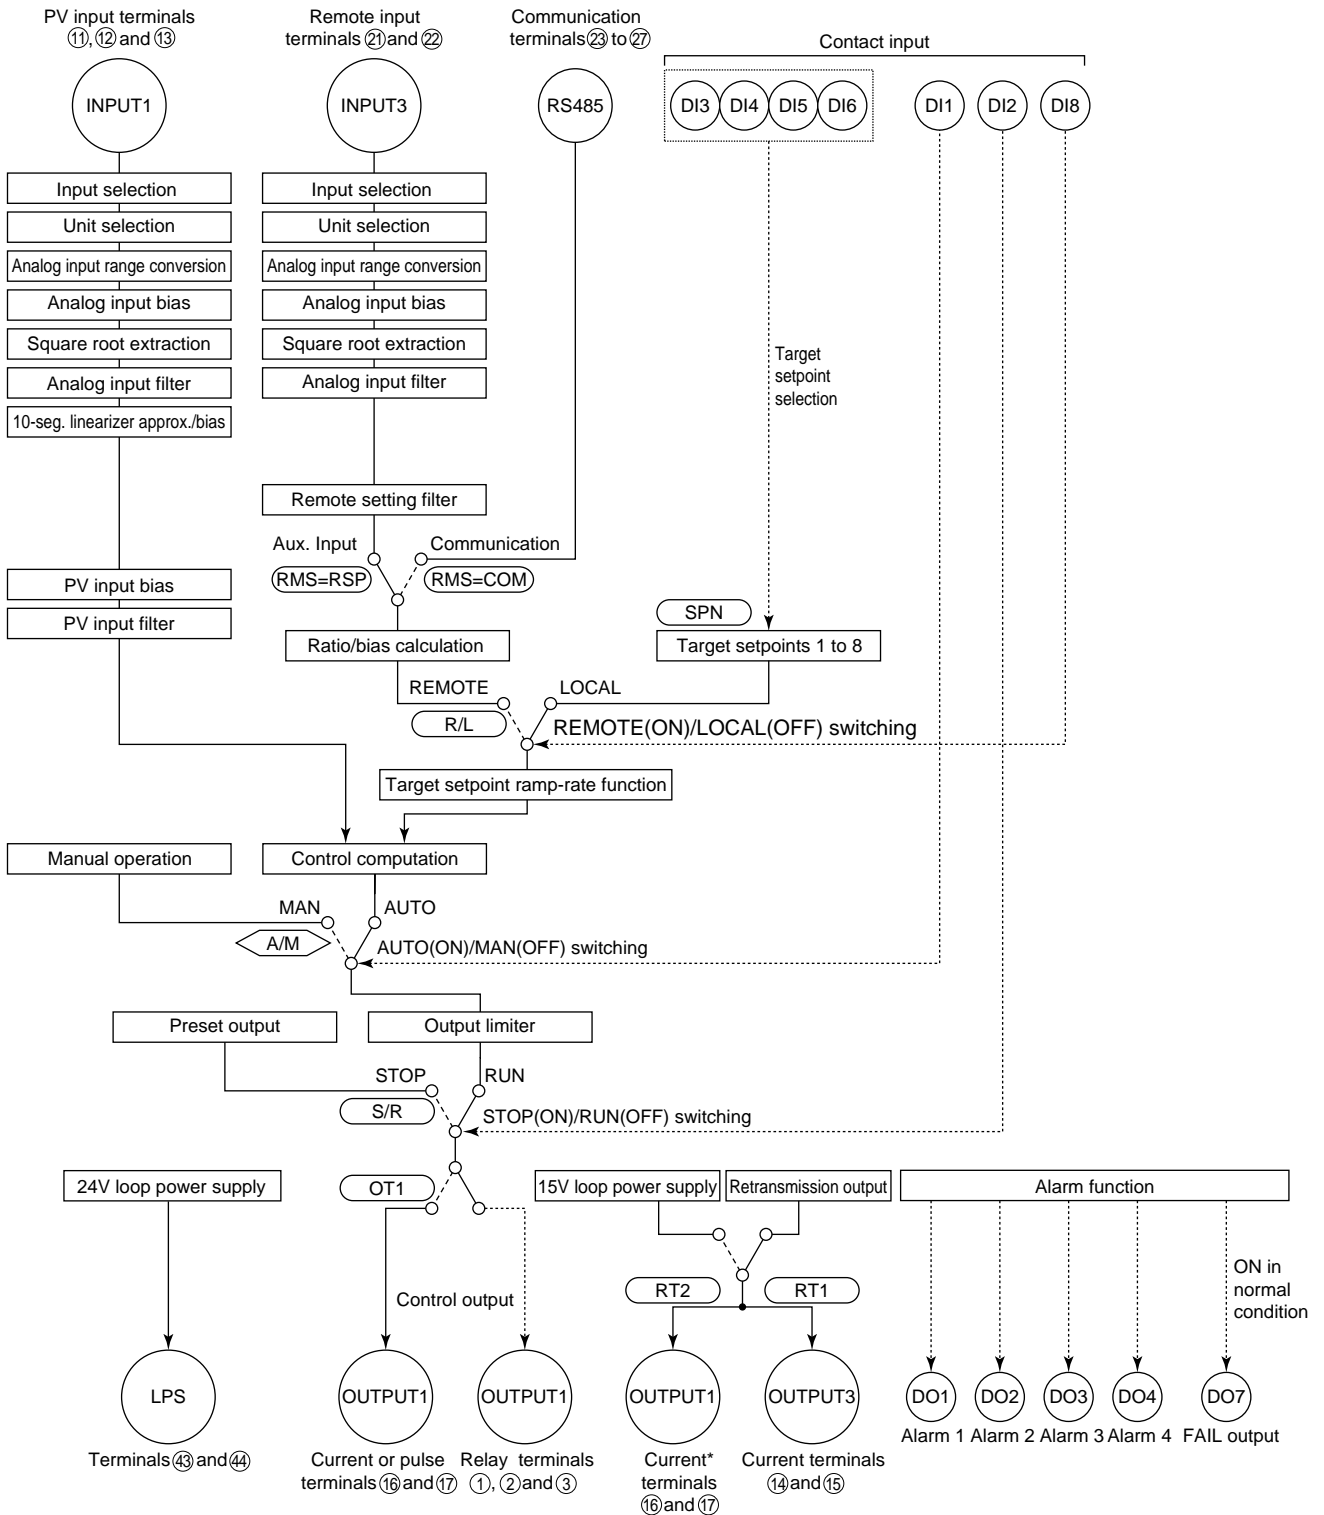 PV input terminals
⑪, ⑫ and ⑬
Remote input
terminals ㉑ and ㉒
Communication
terminals ㉓ to ㉗
Contact input
INPUT1
INPUT3
RS485
DI3
DI4
DI5
DI6
DI1
DI2
DI8
Input selection
Input selection
Unit selection
Unit selection
Analog input range conversion
Analog input range conversion
Analog input bias
Analog input bias
Square root extraction
Square root extraction
Analog input filter
Analog input filter
10-seg. linearizer approx./bias
Target
setpoint
selection
Remote setting filter
Aux. Input
Communication
RMS=RSP
RMS=COM
PV input bias
PV input filter
SPN
Ratio/bias calculation
Target setpoints 1 to 8
REMOTE
LOCAL
R/L
REMOTE(ON)/LOCAL(OFF) switching
Target setpoint ramp-rate function
Manual operation
Control computation
MAN
AUTO
A/M
AUTO(ON)/MAN(OFF) switching
Preset output
Output limiter
STOP
RUN
S/R
STOP(ON)/RUN(OFF) switching
24V loop power supply
OT1
15V loop power supply
Retransmission output
Alarm function
Control output
RT2
RT1
ON in
normal
condition
LPS
OUTPUT1
OUTPUT1
OUTPUT1
OUTPUT3
DO1
DO2
DO3
DO4
DO7
Alarm 1
Alarm 2
Alarm 3
Alarm 4
FAIL output
Terminals ㊸ and ㊹
Current or pulse
terminals ⑯ and ⑰
Relay terminals
①, ② and ③
Current*
terminals
⑯ and ⑰
Current terminals
⑭ and ⑮